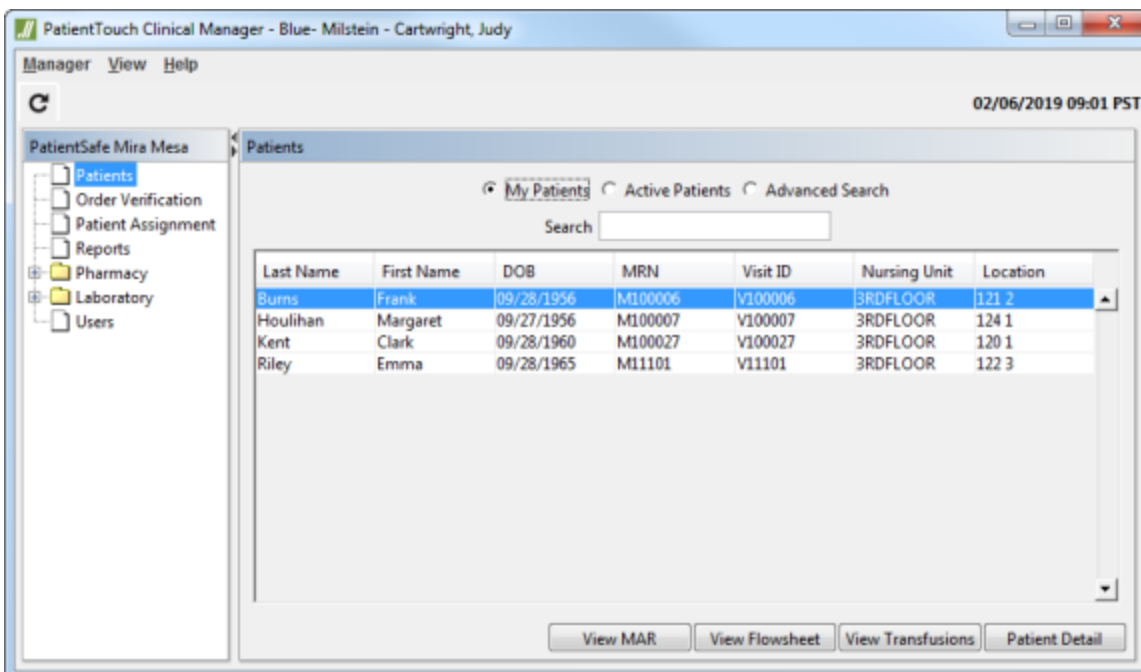 PatientTouch Clinical Manager - Blue- Milstein - Cartwright, Judy
Manager View Help
02/06/2019 09:01 PST
PatientSafe Mira Mesa
Patients
Order Verification
Patient Assignment
Reports
Pharmacy
Laboratory
Users
Patients
My Patients Active Patients Advanced Search
Search
Last Name First Name DOB MRN Visit ID Nursing Unit Location
Burns Frank 09/28/1956 M100006 V100006 3RDFLOOR 121 2
Houlihan Margaret 09/27/1956 M100007 V100007 3RDFLOOR 124 1
Kent Clark 09/28/1960 M100027 V100027 3RDFLOOR 120 1
Riley Emma 09/28/1965 M11101 V11101 3RDFLOOR 122 3
View MAR View Flowsheet View Transfusions Patient Detail